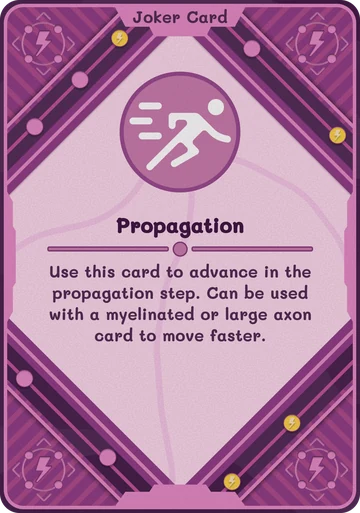 Joker Card
Propagation
Use this card to advance in the
propagation step. Can be used
with a myelinated or large axon
card to move faster.